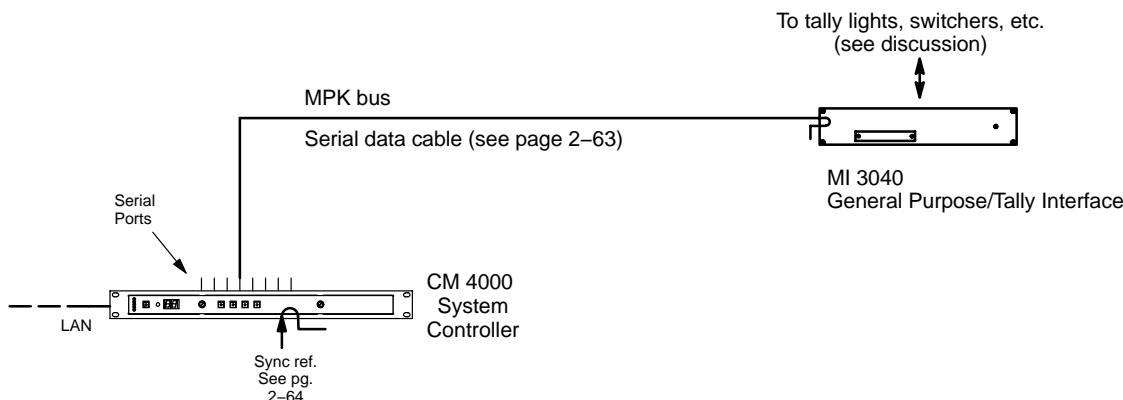 To tally lights, switchers, etc.
(see discussion)
MPK bus
Serial data cable (see page 2–63)
MI 3040
General Purpose/Tally Interface
Serial
Ports
CM 4000
System
Controller
LAN
Sync ref.
See pg.
2–64